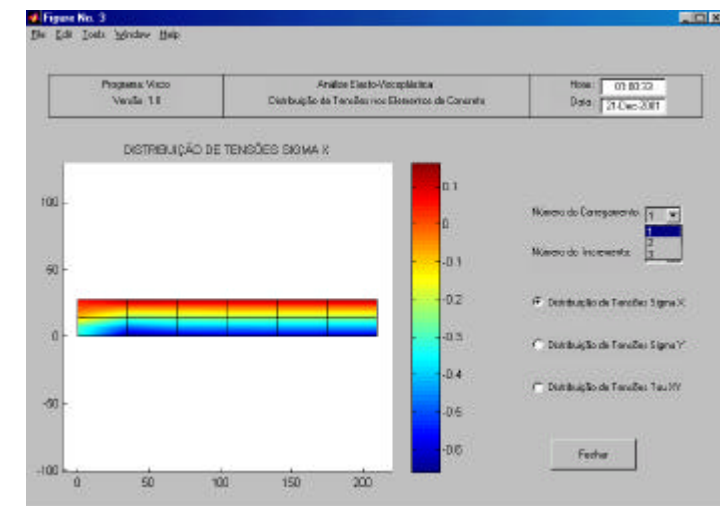 Figure No. 3
File Edit Tools Window Help
Programa: Visco
Versão: 1.0
Análise Elasto-Viscoplástica
Distribuição de Tensões nos Elementos de Concreto
Hora:
Data: 21-Dec-2001
DISTRIBUIÇÃO DE TENSÕES SIGMA X
100
50
0
-50
-100
0 50 100 150 200
0.1
0
-0.1
-0.2
-0.3
-0.4
-0.5
-0.6
Número do Carregamento: 1
1
2
3
Número do Incremento:
Distribuição de Tensões Sigma X
Distribuição de Tensões Sigma Y
Distribuição de Tensões Tau XY
Fechar